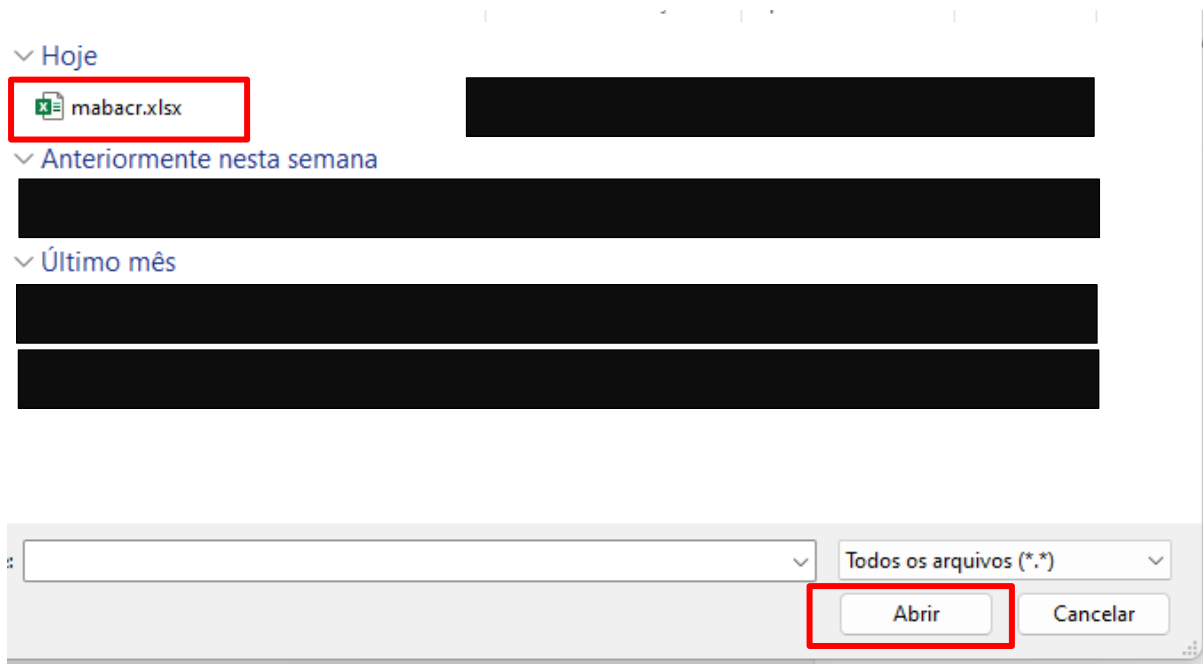 Hoje
mabacr.xlsx
Anteriormente nesta semana
Último mês
Todos os arquivos (*.*)
Abrir
Cancelar